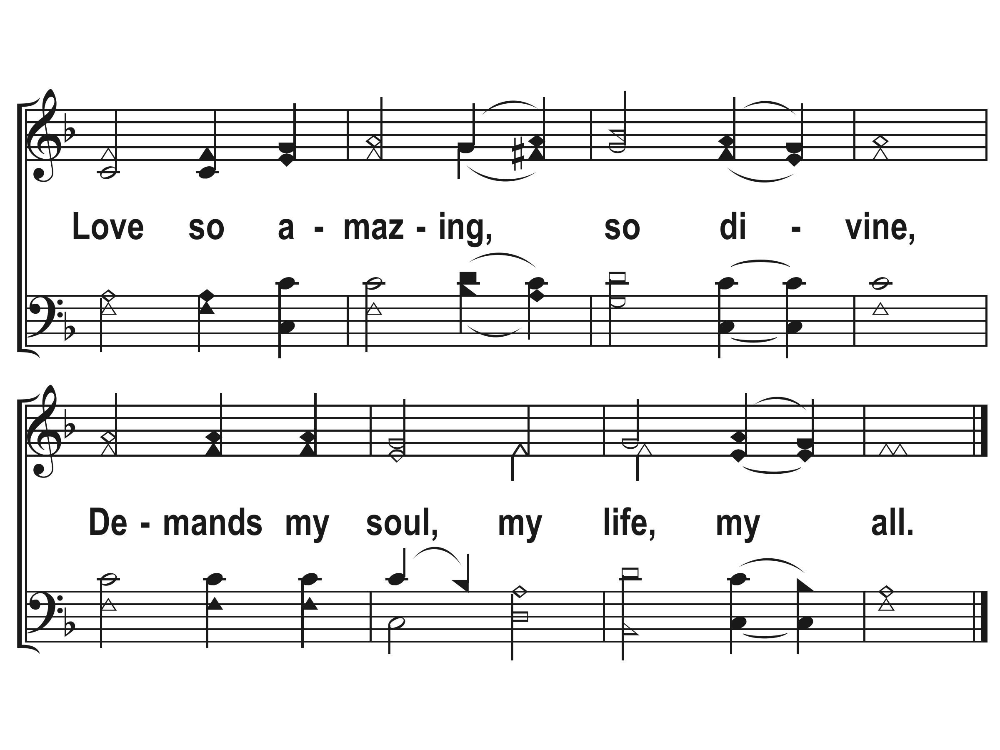 Love so a - maz - ing, so di - vine,
De - mands my soul, my life, my all.